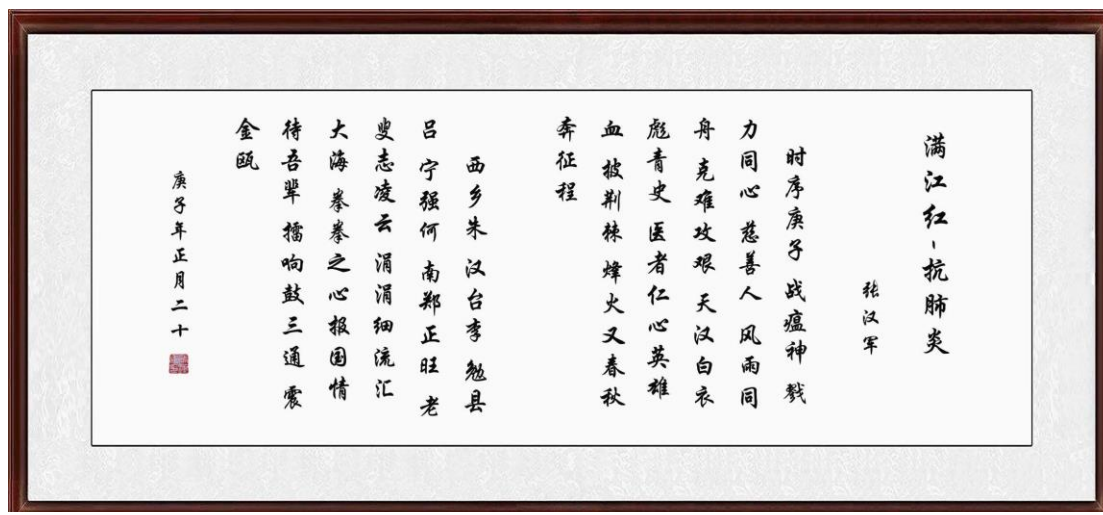 满江红-抗肺炎
张汉军
时序庚子 战瘟神 戮
力同心 慈善人 风雨同
舟 克难攻艰 天汉白衣
彪青史 医者仁心英雄
血 披荆棘 烽火又春秋
奔征程
西乡朱 汉台李 勉县
吕 宁强何 南郑正旺 老
叟志凌云 涓涓细流汇
大海 拳拳之心报国情
待吾辈 擂响鼓三通 震
金瓯
庚子年正月二十